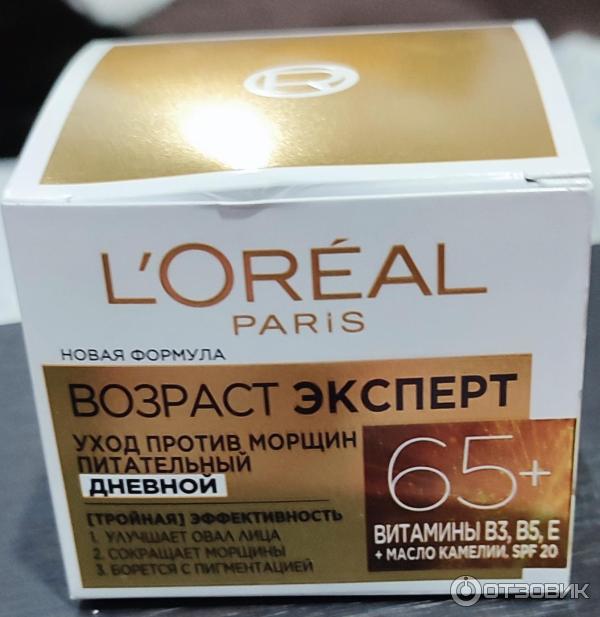 L'ORÉAL
PARiS
НОВАЯ ФОРМУЛА
ВОЗРАСТ ЭКСПЕРТ
УХОД ПРОТИВ МОРЩИН
ПИТАТЕЛЬНЫЙ
ДНЕВНОЙ
[ТРОЙНАЯ] ЭФФЕКТИВНОСТЬ
1. УЛУЧШАЕТ ОВАЛ ЛИЦА
2. СОКРАЩАЕТ МОРЩИНЫ
3. БОРЕТСЯ С ПИГМЕНТАЦИЕЙ
65+
ВИТАМИНЫ B3, B5, E
+ МАСЛО КАМЕЛИИ, SPF 20
ОТЗОВИК